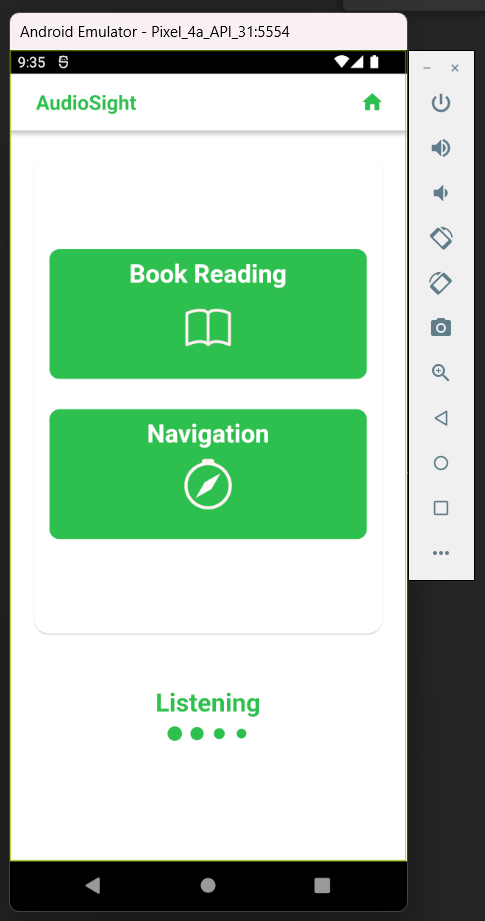 Android Emulator - Pixel_4a_API_31:5554
9:35
AudioSight
Book Reading
Navigation
Listening